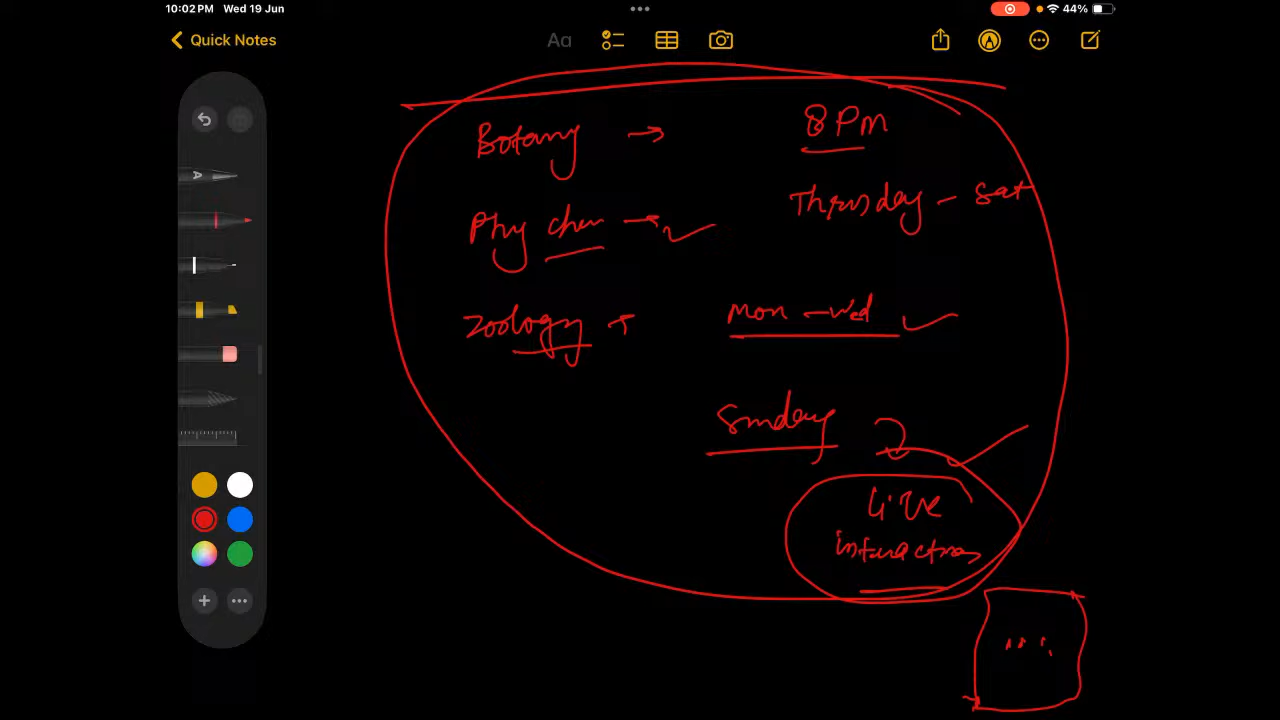 10:02 PM Wed 19 Jun
44%
Quick Notes
Aa
A
Botany → 8 PM
Phy chem →
Thrusday - Sat
Zoology → Mon - Wed
Sunday
Live
interaction